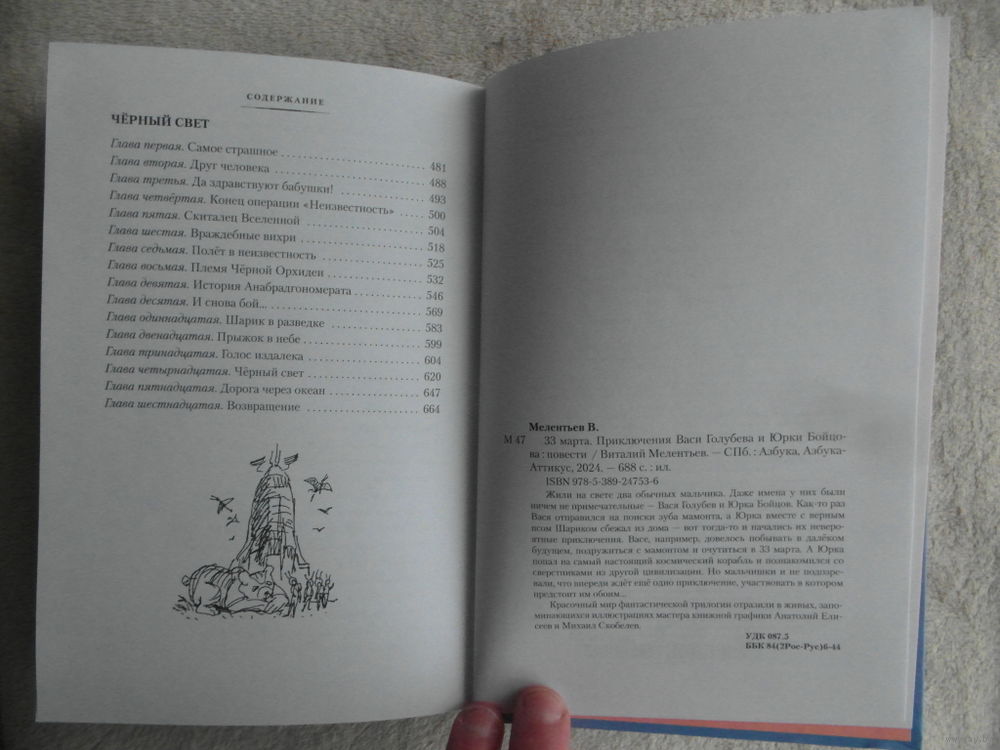 СОДЕРЖАНИЕ
ЧЁРНЫЙ СВЕТ
Глава первая. Самое страшное ........ 481
Глава вторая. Друг человека ........ 488
Глава третья. Да здравствуют бабушки! ........ 493
Глава четвёртая. Конец операции «Неизвестность» ..... 500
Глава пятая. Скиталец Вселенной ........ 504
Глава шестая. Враждебные вихри ........ 518
Глава седьмая. Полёт в неизвестность ........ 525
Глава восьмая. Племя Чёрной Орхидеи ........ 532
Глава девятая. История Анабрадгономерата ........ 546
Глава десятая. И снова бой... ........ 569
Глава одиннадцатая. Шарик в разведке ........ 583
Глава двенадцатая. Прыжок в небе ........ 599
Глава тринадцатая. Голос издалека ........ 604
Глава четырнадцатая. Чёрный свет ........ 620
Глава пятнадцатая. Дорога через океан ........ 647
Глава шестнадцатая. Возвращение ........ 664
Мелентьев В.
М 47 33 марта. Приключения Васи Голубева и Юрки Бойцо-
ва : повести / Виталий Мелентьев. — СПб. : Азбука, Азбука-
Аттикус, 2024. — 688 с. : ил.
ISBN 978-5-389-24753-6
Жили на свете два обычных мальчика. Даже имена у них были
ничем не примечательные — Вася Голубев и Юрка Бойцов. Как-то раз
Вася отправился на поиски зуба мамонта, а Юрка вместе с верным
псом Шариком сбежал из дома — вот тогда-то и начались их неверо-
ятные приключения. Васе, например, довелось побывать в далёком
будущем, подружиться с мамонтом и очутиться в 33 марта. А Юрка
попал на самый настоящий космический корабль и познакомился со
сверстниками из другой цивилизации. Но мальчишки и не подозре-
вали, что впереди ждёт ещё одно приключение, участвовать в котором
предстоит им обоим...
Красочный мир фантастической трилогии отразили в живых, запо-
минающихся иллюстрациях мастера книжной графики Анатолий Ели-
сеев и Михаил Скобелев.
УДК 087.5
ББК 84(2Рос-Рус)6-44